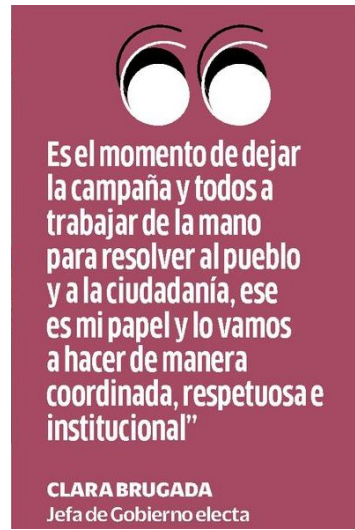 Es el momento de dejar
la campaña y todos a
trabajar de la mano
para resolver al pueblo
y a la ciudadanía, ese
es mi papel y lo vamos
a hacer de manera
coordinada, respetuosa e
institucional”
CLARA BRUGADA
Jefa de Gobierno electa